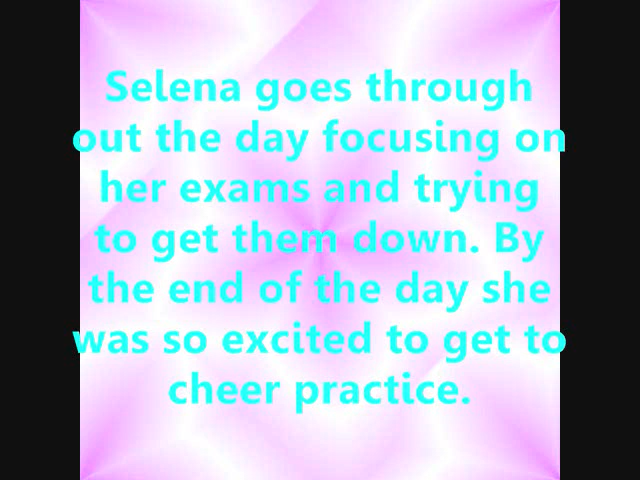 Selena goes through
out the day focusing on
her exams and trying
to get them down. By
the end of the day she
was so excited to get to
cheer practice.